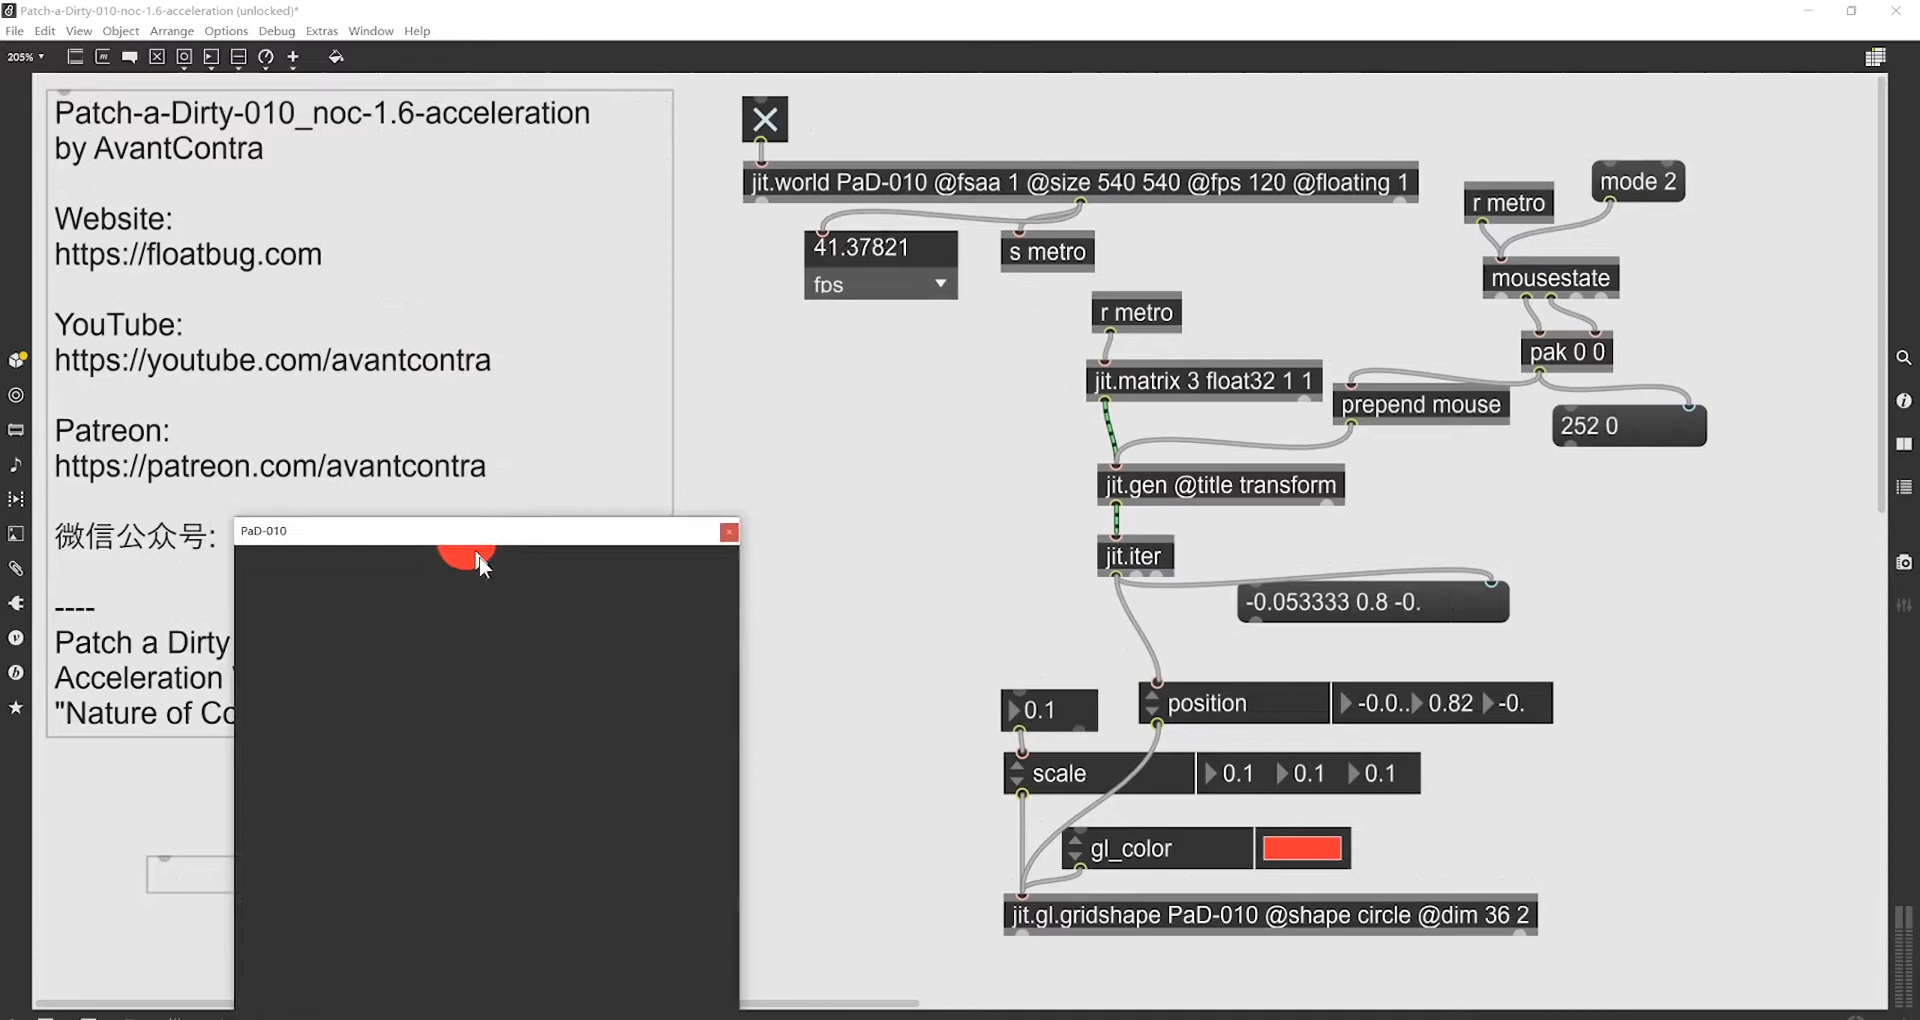 Patch-a-Dirty-010-noc-1.6-acceleration (unlocked)*
File Edit View Object Arrange Options Debug Extras Window Help
205%
Patch-a-Dirty-010_noc-1.6-acceleration
by AvantContra
Website:
https://floatbug.com
YouTube:
https://youtube.com/avantcontra
Patreon:
https://patreon.com/avantcontra
微信公众号:
----
Patch a Dirty
Acceleration
"Nature of Co
PaD-010
jit.world PaD-010 @fsaa 1 @size 540 540 @fps 120 @floating 1
41.37821
fps
s metro
r metro
mode 2
mousestate
pak 0 0
252 0
prepend mouse
r metro
jit.matrix 3 float32 1 1
jit.gen @title transform
jit.iter
-0.053333 0.8 -0.
position -0.0.. 0.82 -0.
0.1
scale 0.1 0.1 0.1
gl_color
jit.gl.gridshape PaD-010 @shape circle @dim 36 2